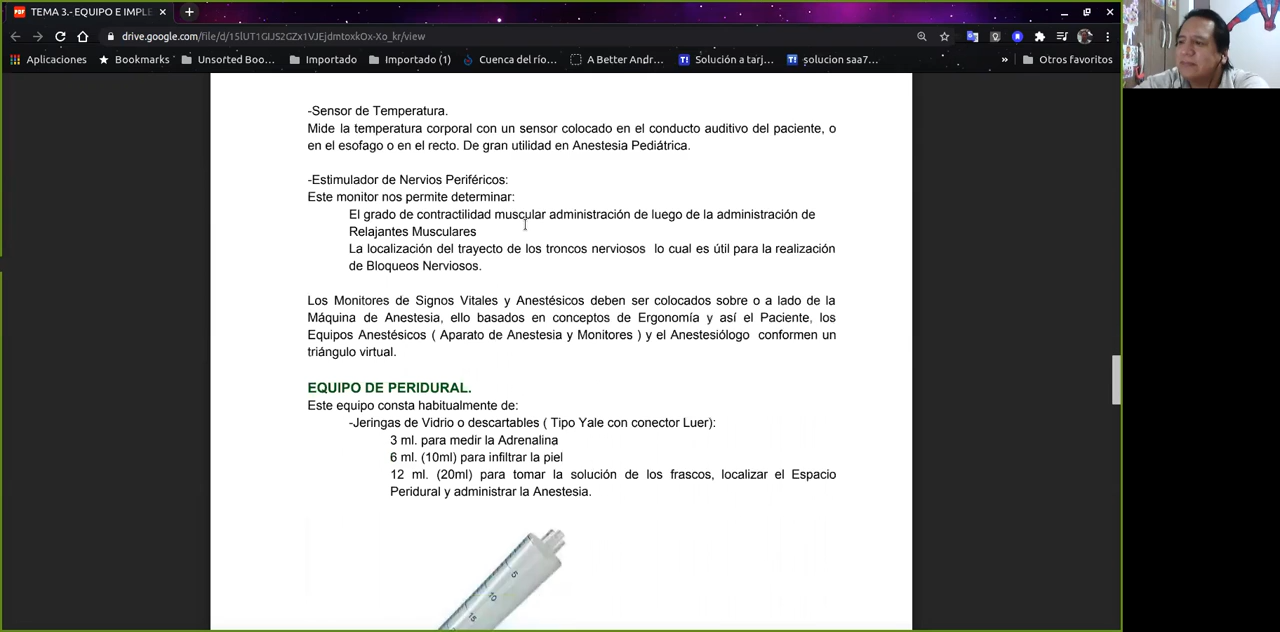 TEMA 3.- EQUIPO E IMPLE
drive.google.com/file/d/15lUT1GIJS2GZx1VJEjdmtoxkOx-Xo_kr/view
Aplicaciones Bookmarks Unsorted Boo... Importado Importado (1) Cuenca del río... A Better Andr... Solución a tarj... solucion saa7... » Otros favoritos
-Sensor de Temperatura.
Mide la temperatura corporal con un sensor colocado en el conducto auditivo del paciente, o
en el esofago o en el recto. De gran utilidad en Anestesia Pediátrica.
-Estimulador de Nervios Periféricos:
Este monitor nos permite determinar:
El grado de contractilidad muscular administración de luego de la administración de
Relajantes Musculares
La localización del trayecto de los troncos nerviosos lo cual es útil para la realización
de Bloqueos Nerviosos.
Los Monitores de Signos Vitales y Anestésicos deben ser colocados sobre o a lado de la
Máquina de Anestesia, ello basados en conceptos de Ergonomía y así el Paciente, los
Equipos Anestésicos ( Aparato de Anestesia y Monitores ) y el Anestesiólogo conformen un
triángulo virtual.
EQUIPO DE PERIDURAL.
Este equipo consta habitualmente de:
-Jeringas de Vidrio o descartables ( Tipo Yale con conector Luer):
3 ml. para medir la Adrenalina
6 ml. (10ml) para infiltrar la piel
12 ml. (20ml) para tomar la solución de los frascos, localizar el Espacio
Peridural y administrar la Anestesia.
5
10
15